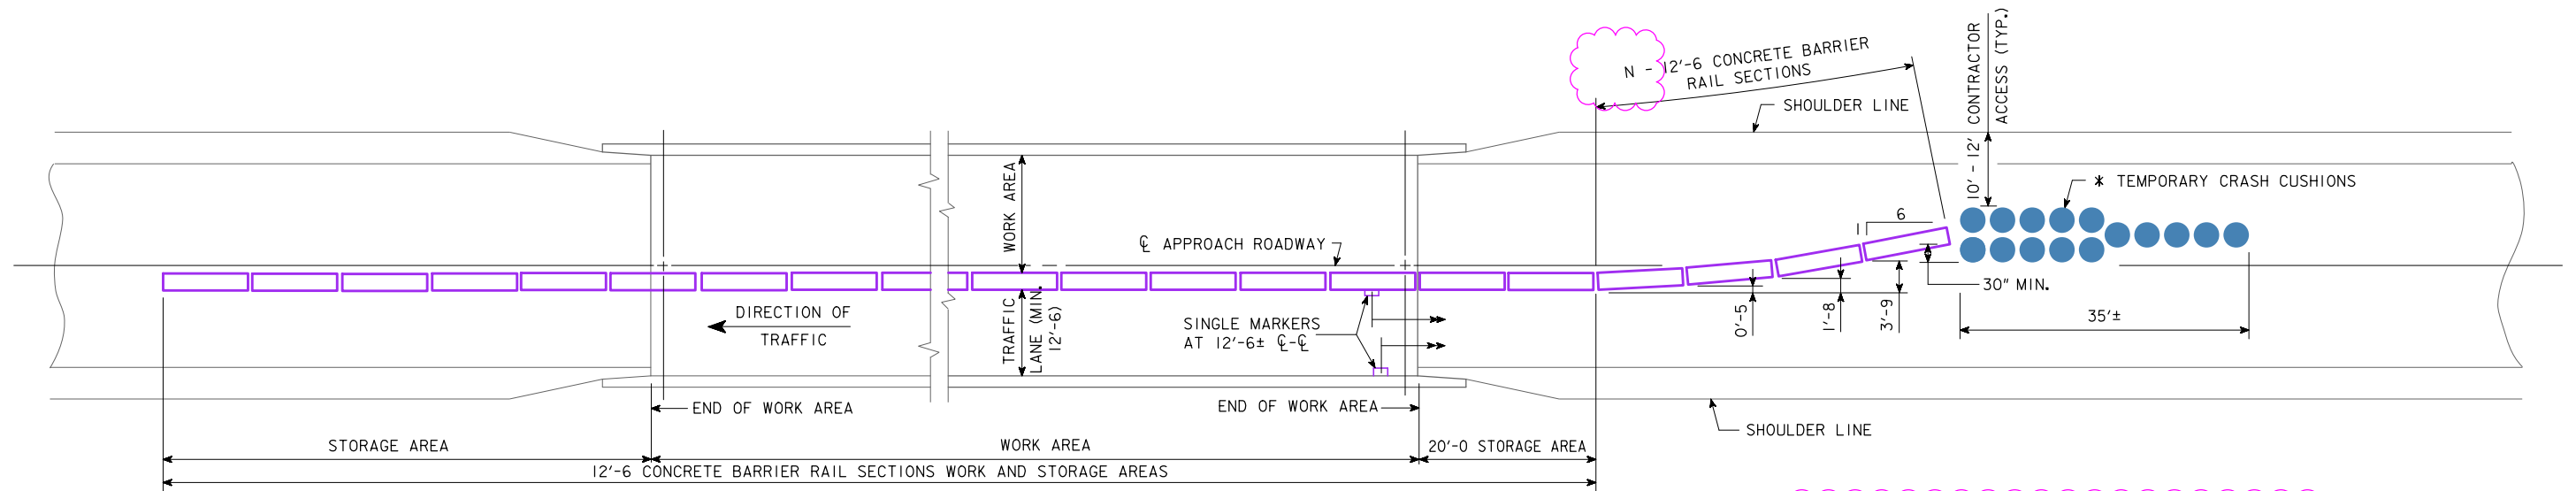 N - 12'-6 CONCRETE BARRIER
RAIL SECTIONS
10' - 12' CONTRACTOR
ACCESS (TYP.)
SHOULDER LINE
* TEMPORARY CRASH CUSHIONS
WORK AREA
℄ APPROACH ROADWAY
1
6
30" MIN.
DIRECTION OF
TRAFFIC
TRAFFIC
LANE (MIN.
12'-6)
SINGLE MARKERS
AT 12'-6± ℄-℄
0'-5
1'-8
3'-9
35'±
END OF WORK AREA
END OF WORK AREA
SHOULDER LINE
STORAGE AREA
WORK AREA
20'-0 STORAGE AREA
12'-6 CONCRETE BARRIER RAIL SECTIONS WORK AND STORAGE AREAS